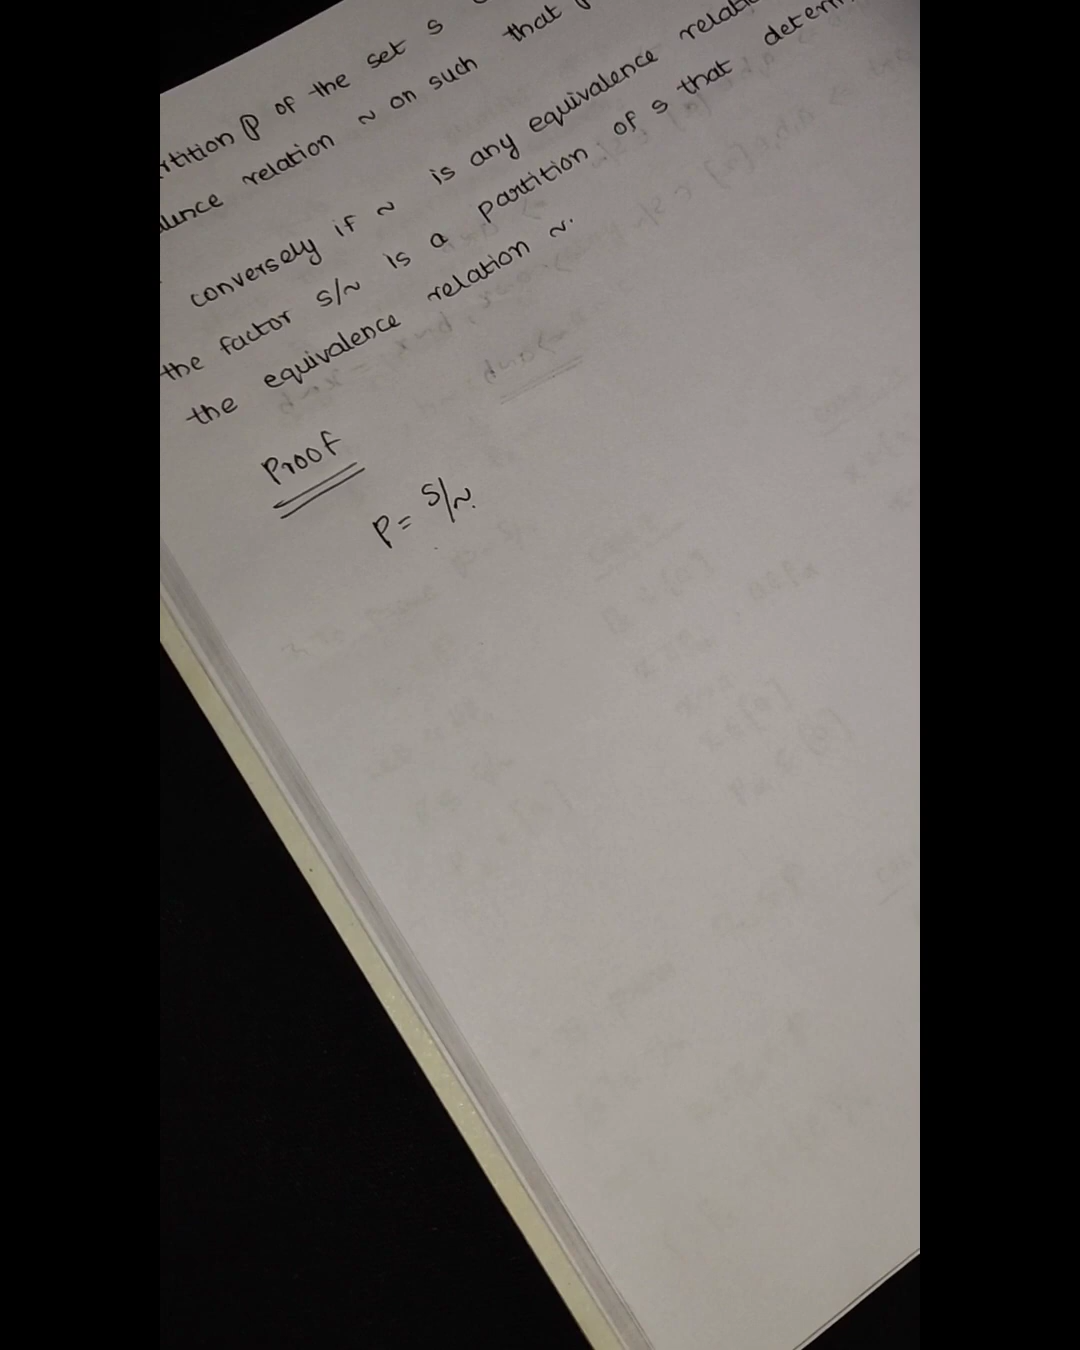 rtition P of the set S
lence relation ~ on such that
conversely if ~ is any equivalence relati
the factor S/~ is a partition of S that determ
the equivalence relation ~.
Proof
P = S/~.